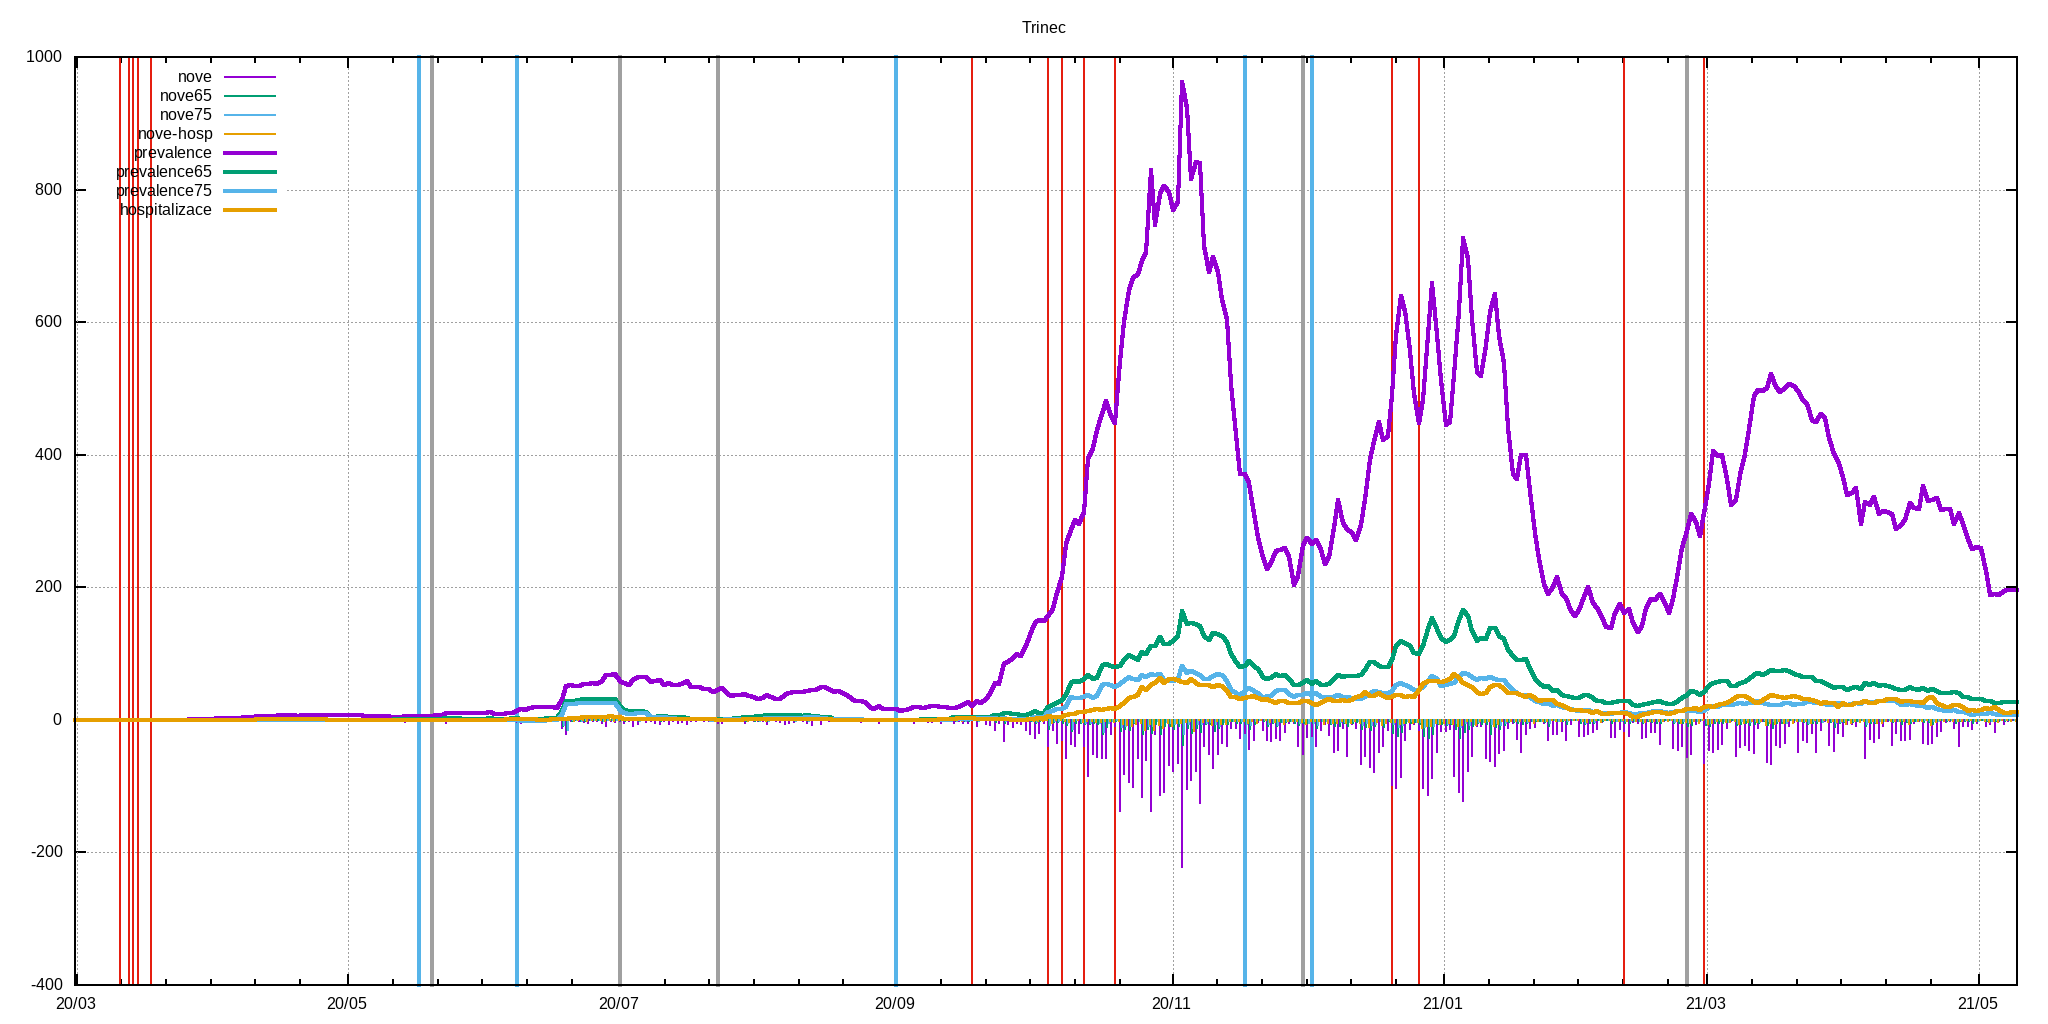 Trinec
1000
800
600
400
200
0
-200
-400
nove
nove65
nove75
nove-hosp
prevalence
prevalence65
prevalence75
hospitalizace
20/03 20/05 20/07 20/09 20/11 21/01 21/03 21/05